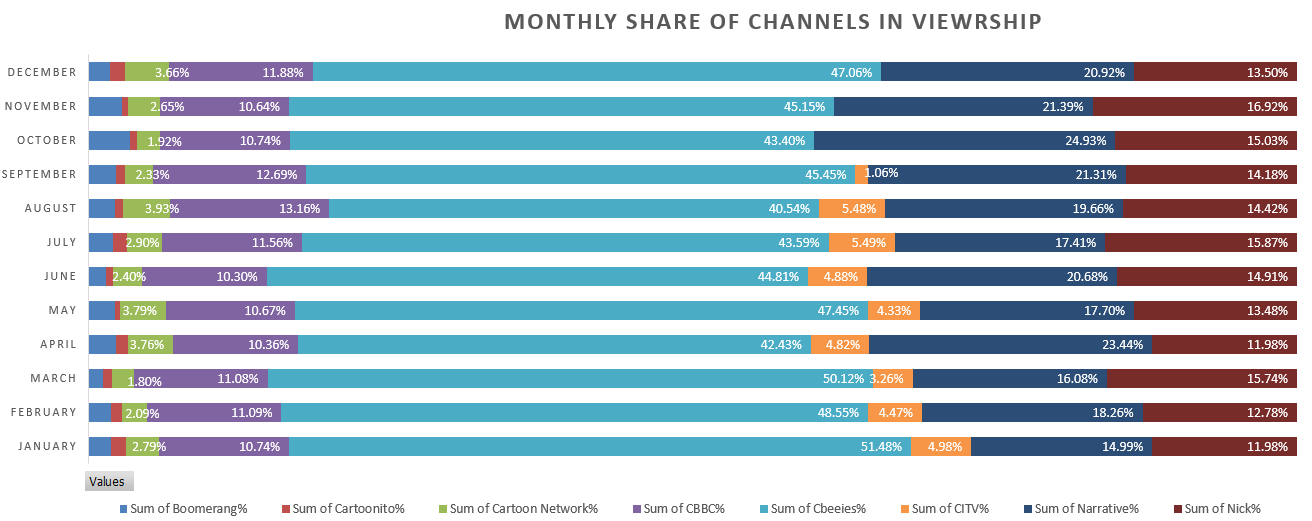 MONTHLY SHARE OF CHANNELS IN VIEWRSHIP
DECEMBER 3.66% 11.88% 47.06% 20.92% 13.50%
NOVEMBER 2.65% 10.64% 45.15% 21.39% 16.92%
OCTOBER 1.92% 10.74% 43.40% 24.93% 15.03%
SEPTEMBER 2.33% 12.69% 45.45% 1.06% 21.31% 14.18%
AUGUST 3.93% 13.16% 40.54% 5.48% 19.66% 14.42%
JULY 2.90% 11.56% 43.59% 5.49% 17.41% 15.87%
JUNE 2.40% 10.30% 44.81% 4.88% 20.68% 14.91%
MAY 3.79% 10.67% 47.45% 4.33% 17.70% 13.48%
APRIL 3.76% 10.36% 42.43% 4.82% 23.44% 11.98%
MARCH 1.80% 11.08% 50.12% 3.26% 16.08% 15.74%
FEBRUARY 2.09% 11.09% 48.55% 4.47% 18.26% 12.78%
JANUARY 2.79% 10.74% 51.48% 4.98% 14.99% 11.98%
Values
Sum of Boomerang% Sum of Cartoonito% Sum of Cartoon Network% Sum of CBBC% Sum of Cbeeies% Sum of CITV% Sum of Narrative% Sum of Nick%